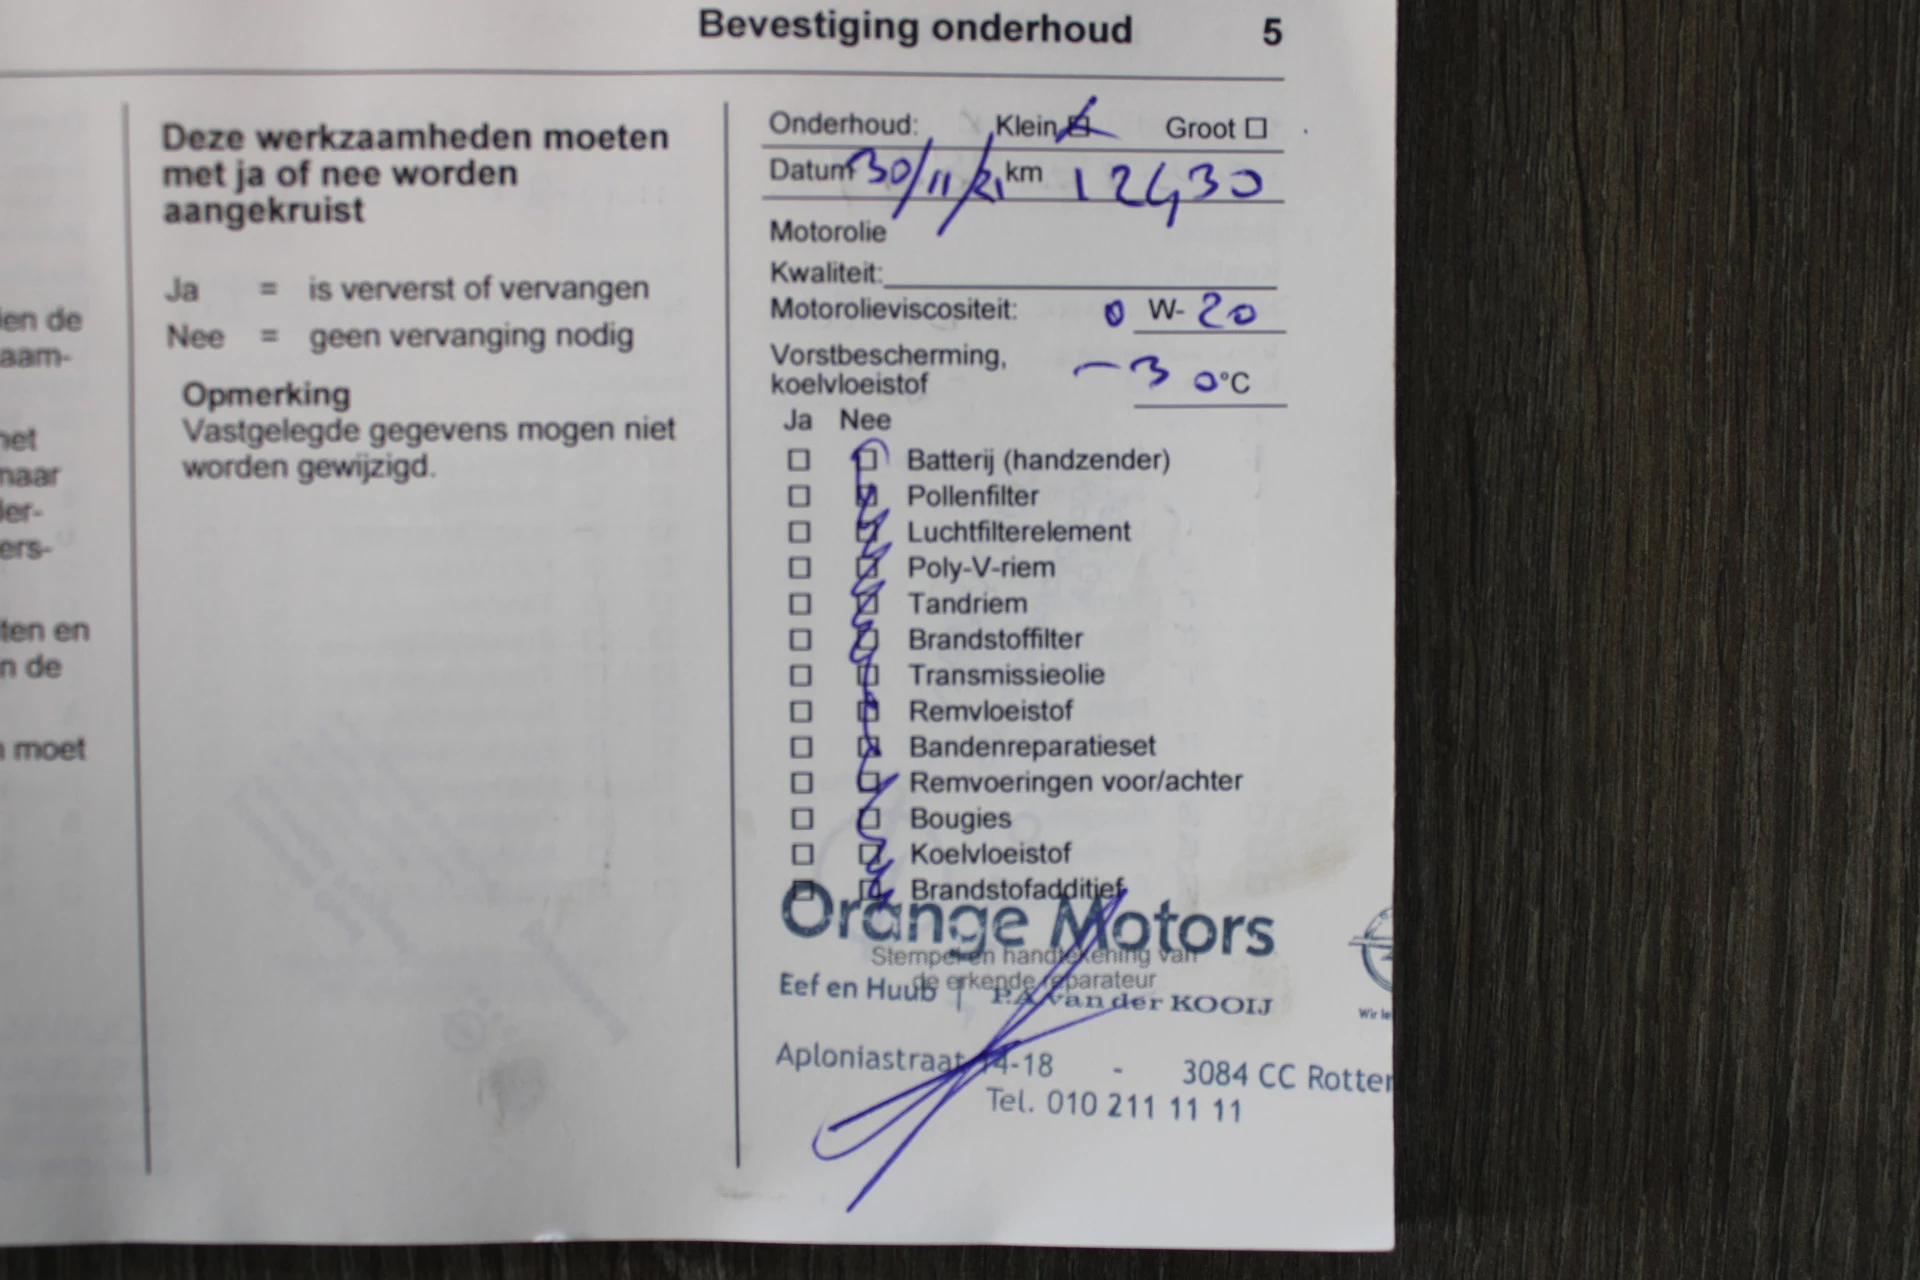 Bevestiging onderhoud 5
ien de
aam-
het
maar
ers-
ten en
n de
moet
Deze werkzaamheden moeten
met ja of nee worden
aangekruist
Ja = is ververst of vervangen
Nee = geen vervanging nodig
Opmerking
Vastgelegde gegevens mogen niet
worden gewijzigd.
Onderhoud: Klein Groot
Datum 30/11/21 km 12430
Motorolie
Kwaliteit:
Motorolieviscositeit: 0 W- 20
Vorstbescherming,
koelvloeistof -30°C
Ja Nee
Batterij (handzender)
Pollenfilter
Luchtfilterelement
Poly-V-riem
Tandriem
Brandstoffilter
Transmissieolie
Remvloeistof
Bandenreparatieset
Remvoeringen voor/achter
Bougies
Koelvloeistof
Brandstofadditief
Orange Motors
Stempel en handtekening van
de erkende reparateur
Eef en Huub | P.A van der KOOIJ
Wir le
Aploniastraat 14-18 - 3084 CC Rotter
Tel. 010 211 11 11